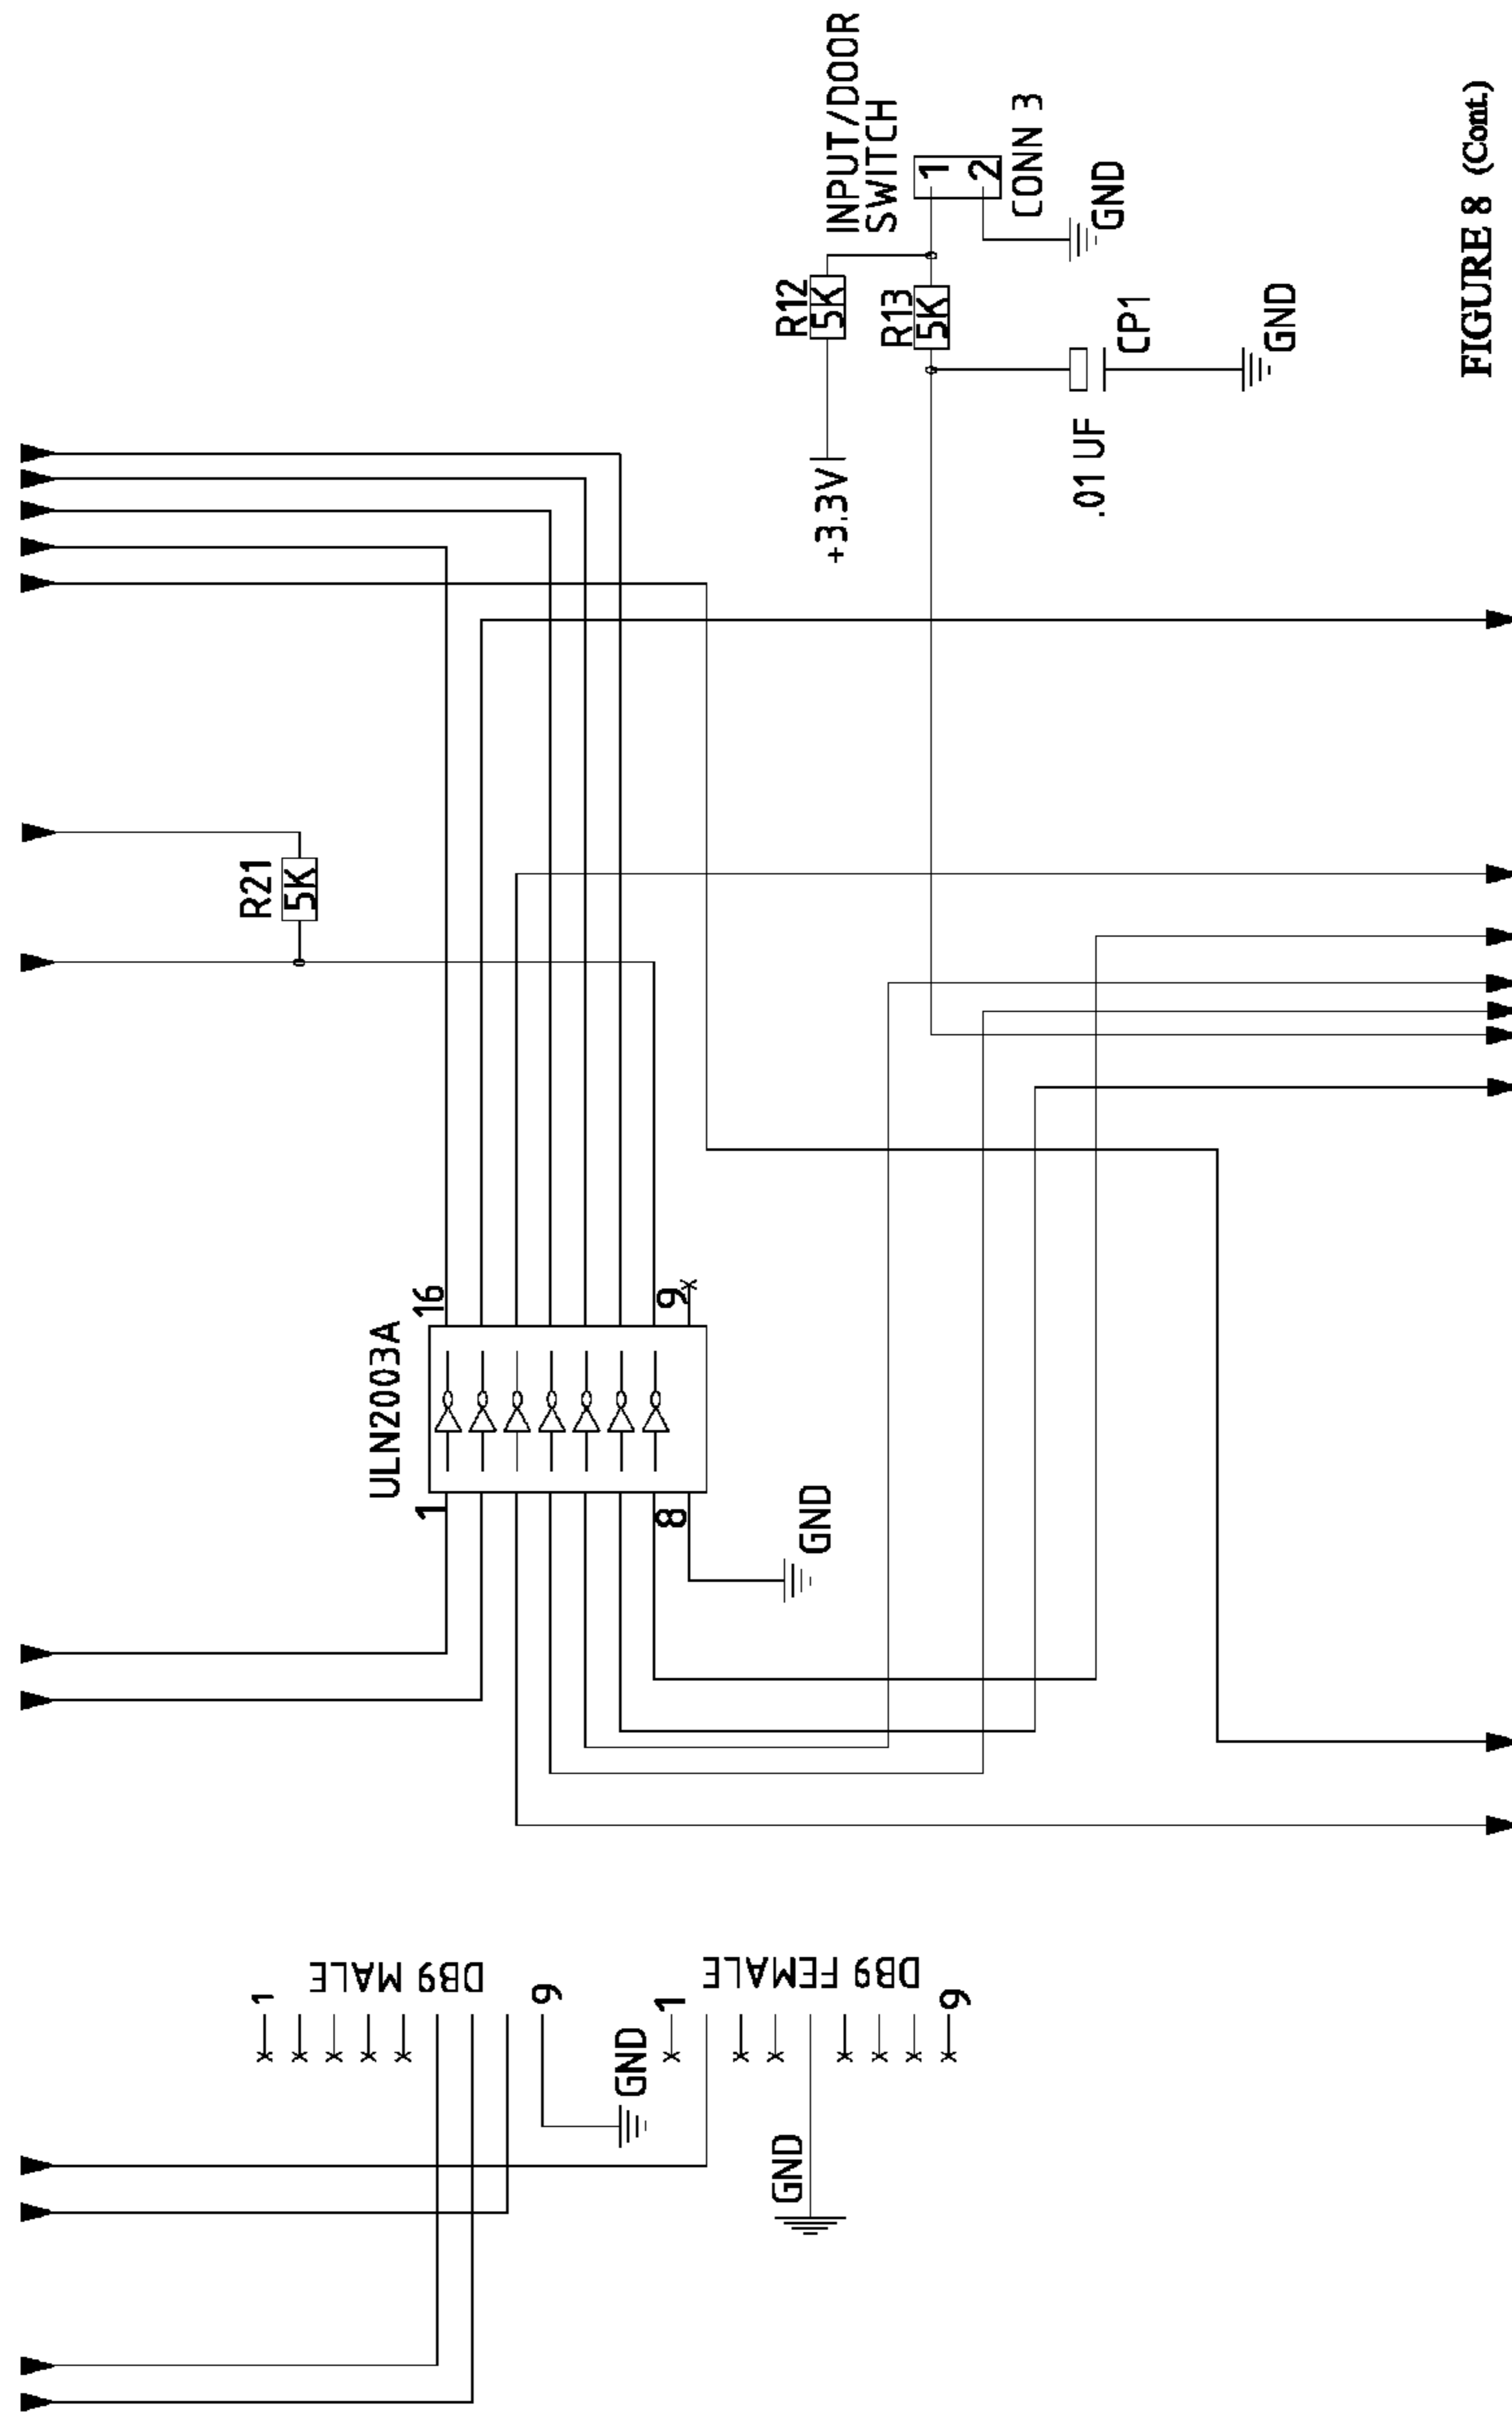 R21
5K
ULN2003A
1
16
8
9
GND
INPUT/DOOR
SWITCH
R12
5K
+3.3V
R13
5K
1
2
CONN 3
GND
.01 UF
CP1
GND
1
DB9 MALE
9
GND
1
DB9 FEMALE
9
GND
FIGURE 8 (Cont.)